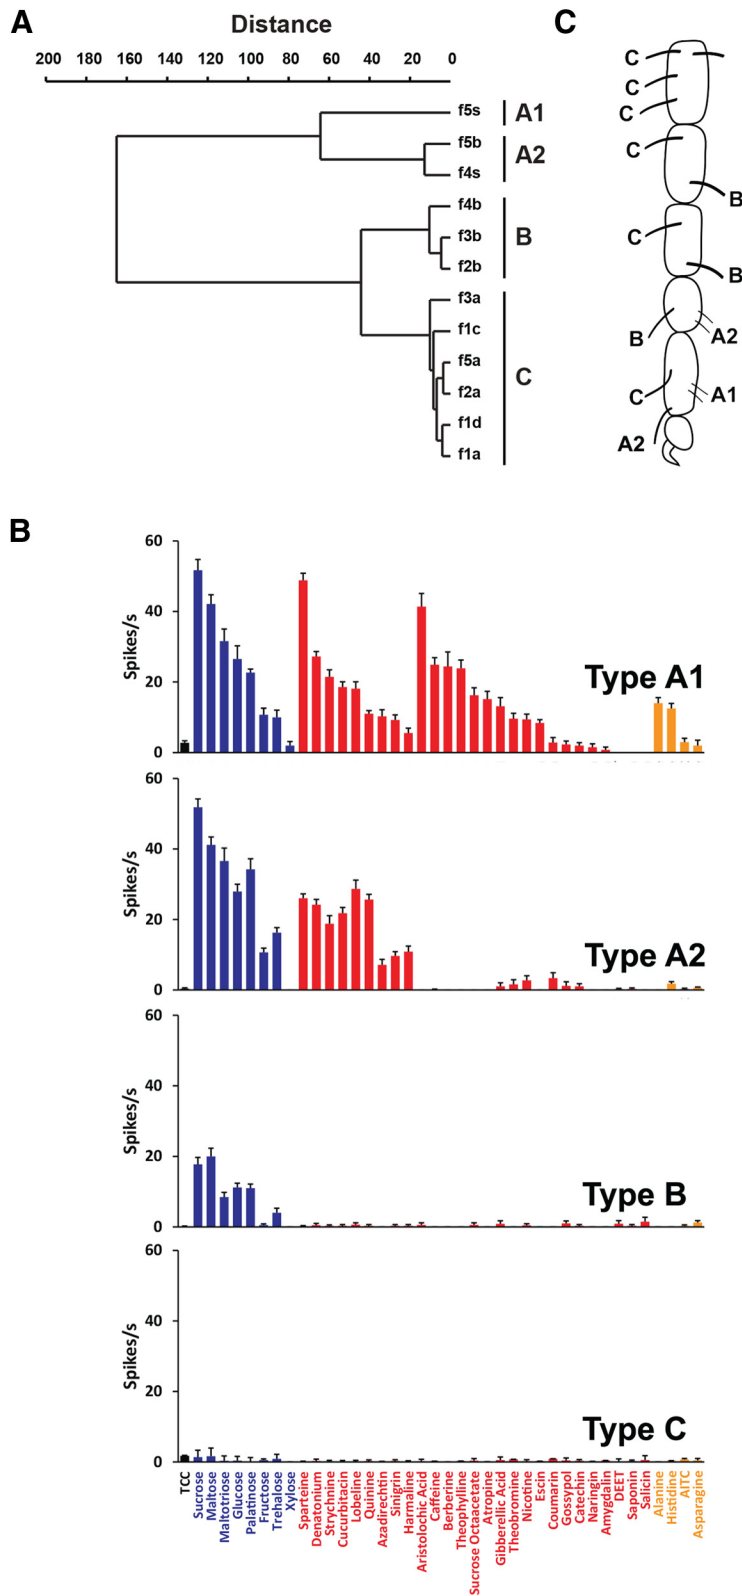 A
Distance
C
200 180 160 140 120 100 80 60 40 20 0
f5s
A1
f5b
A2
f4s
f4b
f3b
B
f2b
f3a
f1c
f5a
C
f2a
f1d
f1a
C
C
C
C
B
C
B
B
A2
C
A1
A2
B
60
40
20
0
Spikes/s
Type A1
60
40
20
0
Spikes/s
Type A2
60
40
20
0
Spikes/s
Type B
60
40
20
0
Spikes/s
Type C
TCC
Sucrose
Maltose
Maltotriose
Glucose
Palatinose
Fructose
Trehalose
Xylose
Sparteine
Denatonium
Strychnine
Cucurbitacin
Lobeline
Quinine
Azadirechtin
Sinigrin
Harmaline
Aristolochic Acid
Caffeine
Berberine
Theophylline
Sucrose Octaacetate
Atropine
Gibberellic Acid
Theobromine
Nicotine
Escin
Coumarin
Gossypol
Catechin
Naringin
Amygdalin
DEET
Saponin
Salicin
Alanine
Histidine
AITC
Asparagine